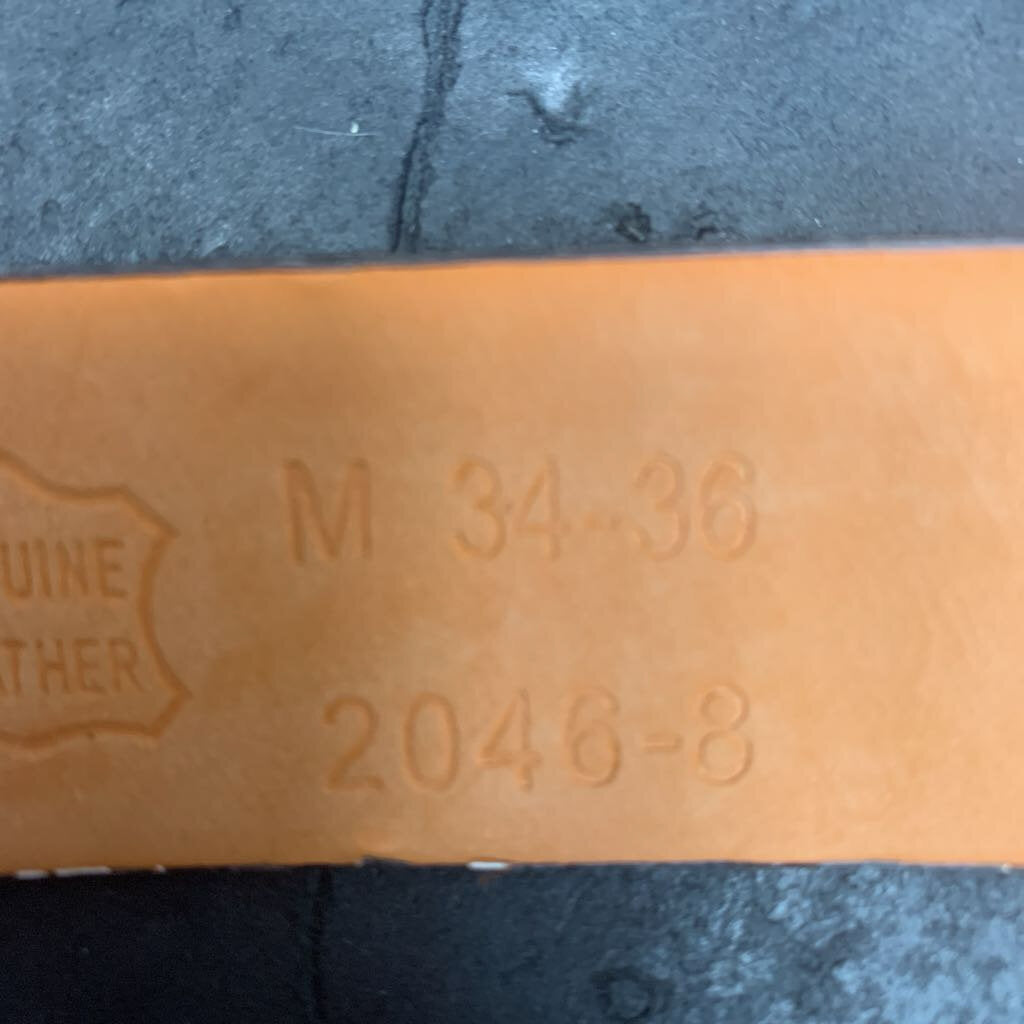 UINE
ATHER
M 34-36
2046-8